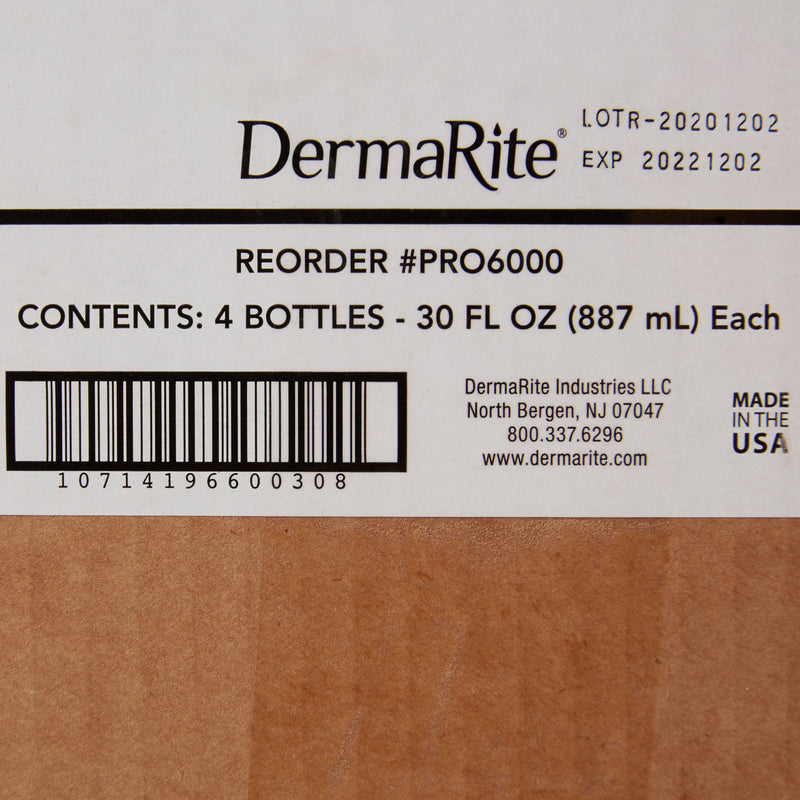 DermaRite®
LOTR-20201202
EXP 20221202
REORDER #PRO6000
CONTENTS: 4 BOTTLES - 30 FL OZ (887 mL) Each
10714196600308
DermaRite Industries LLC
North Bergen, NJ 07047
800.337.6296
www.dermarite.com
MADE
IN THE
USA